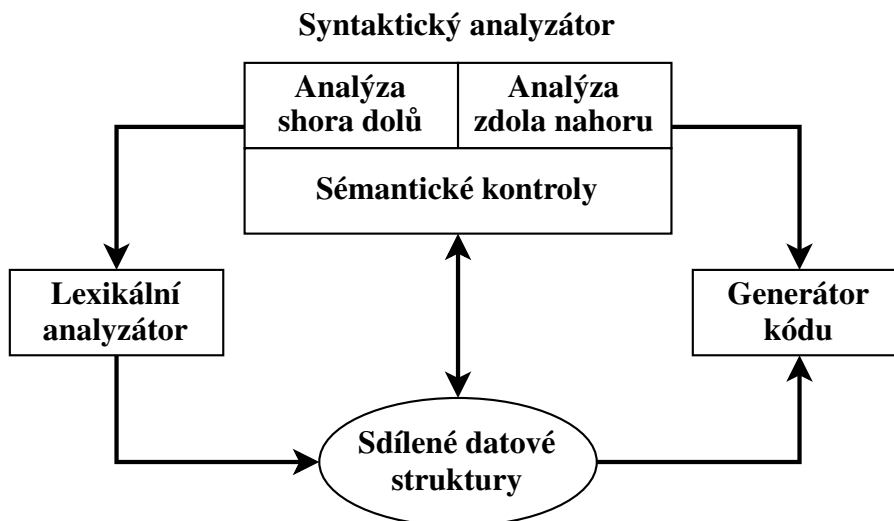 Syntaktický analyzátor
Analýza
shora dolů
Analýza
zdola nahoru
Sémantické kontroly
Lexikální
analyzátor
Generátor
kódu
Sdílené datové
struktury